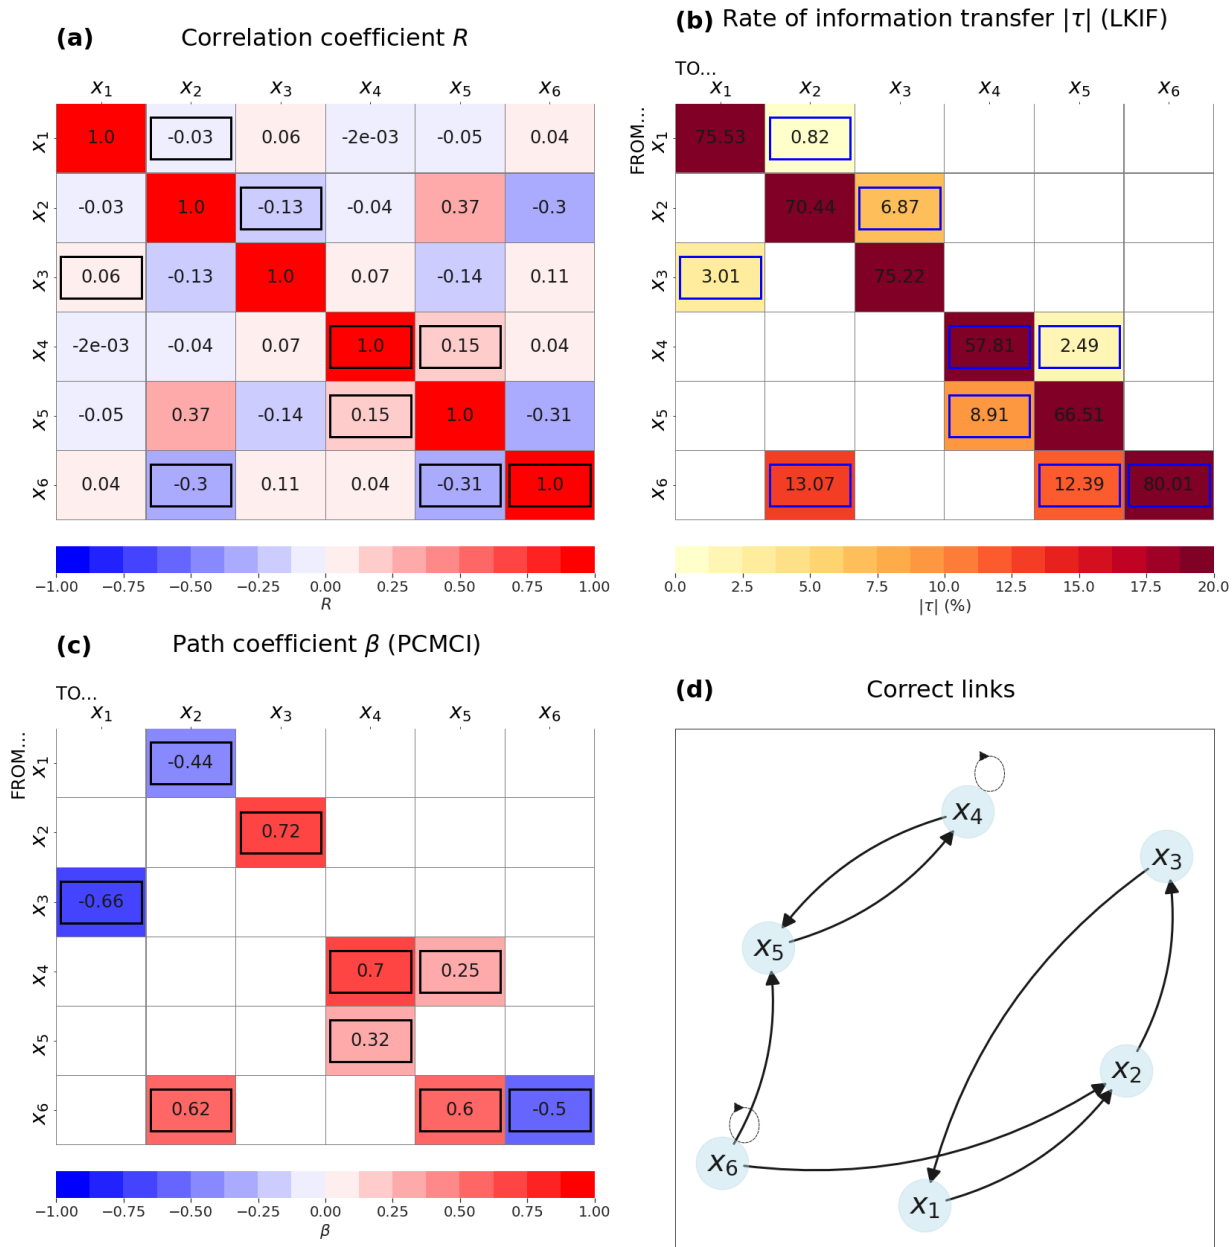 (a) Correlation coefficient R
x1 x2 x3 x4 x5 x6
x1 1.0 -0.03 0.06 -2e-03 -0.05 0.04
x2 -0.03 1.0 -0.13 -0.04 0.37 -0.3
x3 0.06 -0.13 1.0 0.07 -0.14 0.11
x4 -2e-03 -0.04 0.07 1.0 0.15 0.04
x5 -0.05 0.37 -0.14 0.15 1.0 -0.31
x6 0.04 -0.3 0.11 0.04 -0.31 1.0
−1.00 −0.75 −0.50 −0.25 0.00 0.25 0.50 0.75 1.00
R
(b) Rate of information transfer |τ| (LKIF)
TO...
x1 x2 x3 x4 x5 x6
FROM...
x1 75.53 0.82
x2 70.44 6.87
x3 3.01 75.22
x4 57.81 2.49
x5 8.91 66.51
x6 13.07 12.39 80.01
0.0 2.5 5.0 7.5 10.0 12.5 15.0 17.5 20.0
|τ| (%)
(c) Path coefficient β (PCMCI)
TO...
x1 x2 x3 x4 x5 x6
FROM...
x1 -0.44
x2 0.72
x3 -0.66
x4 0.7 0.25
x5 0.32
x6 0.62 0.6 -0.5
−1.00 −0.75 −0.50 −0.25 0.00 0.25 0.50 0.75 1.00
β
(d) Correct links
x4
x3
x5
x2
x6
x1